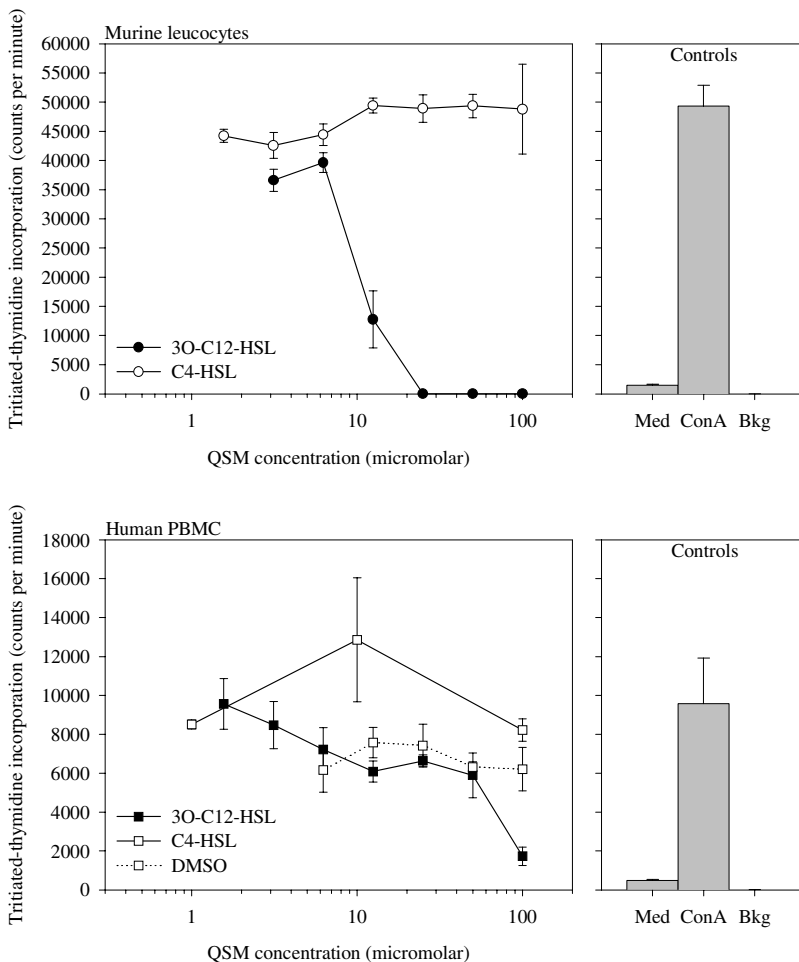 Murine leucocytes
Tritiated-thymidine incorporation (counts per minute)
60000
55000
50000
45000
40000
35000
30000
25000
20000
15000
10000
5000
0
3O-C12-HSL
C4-HSL
1 10 100
QSM concentration (micromolar)
Controls
Med ConA Bkg
Human PBMC
Tritiated-thymidine incorporation (counts per minute)
18000
16000
14000
12000
10000
8000
6000
4000
2000
0
3O-C12-HSL
C4-HSL
DMSO
1 10 100
QSM concentration (micromolar)
Controls
Med ConA Bkg